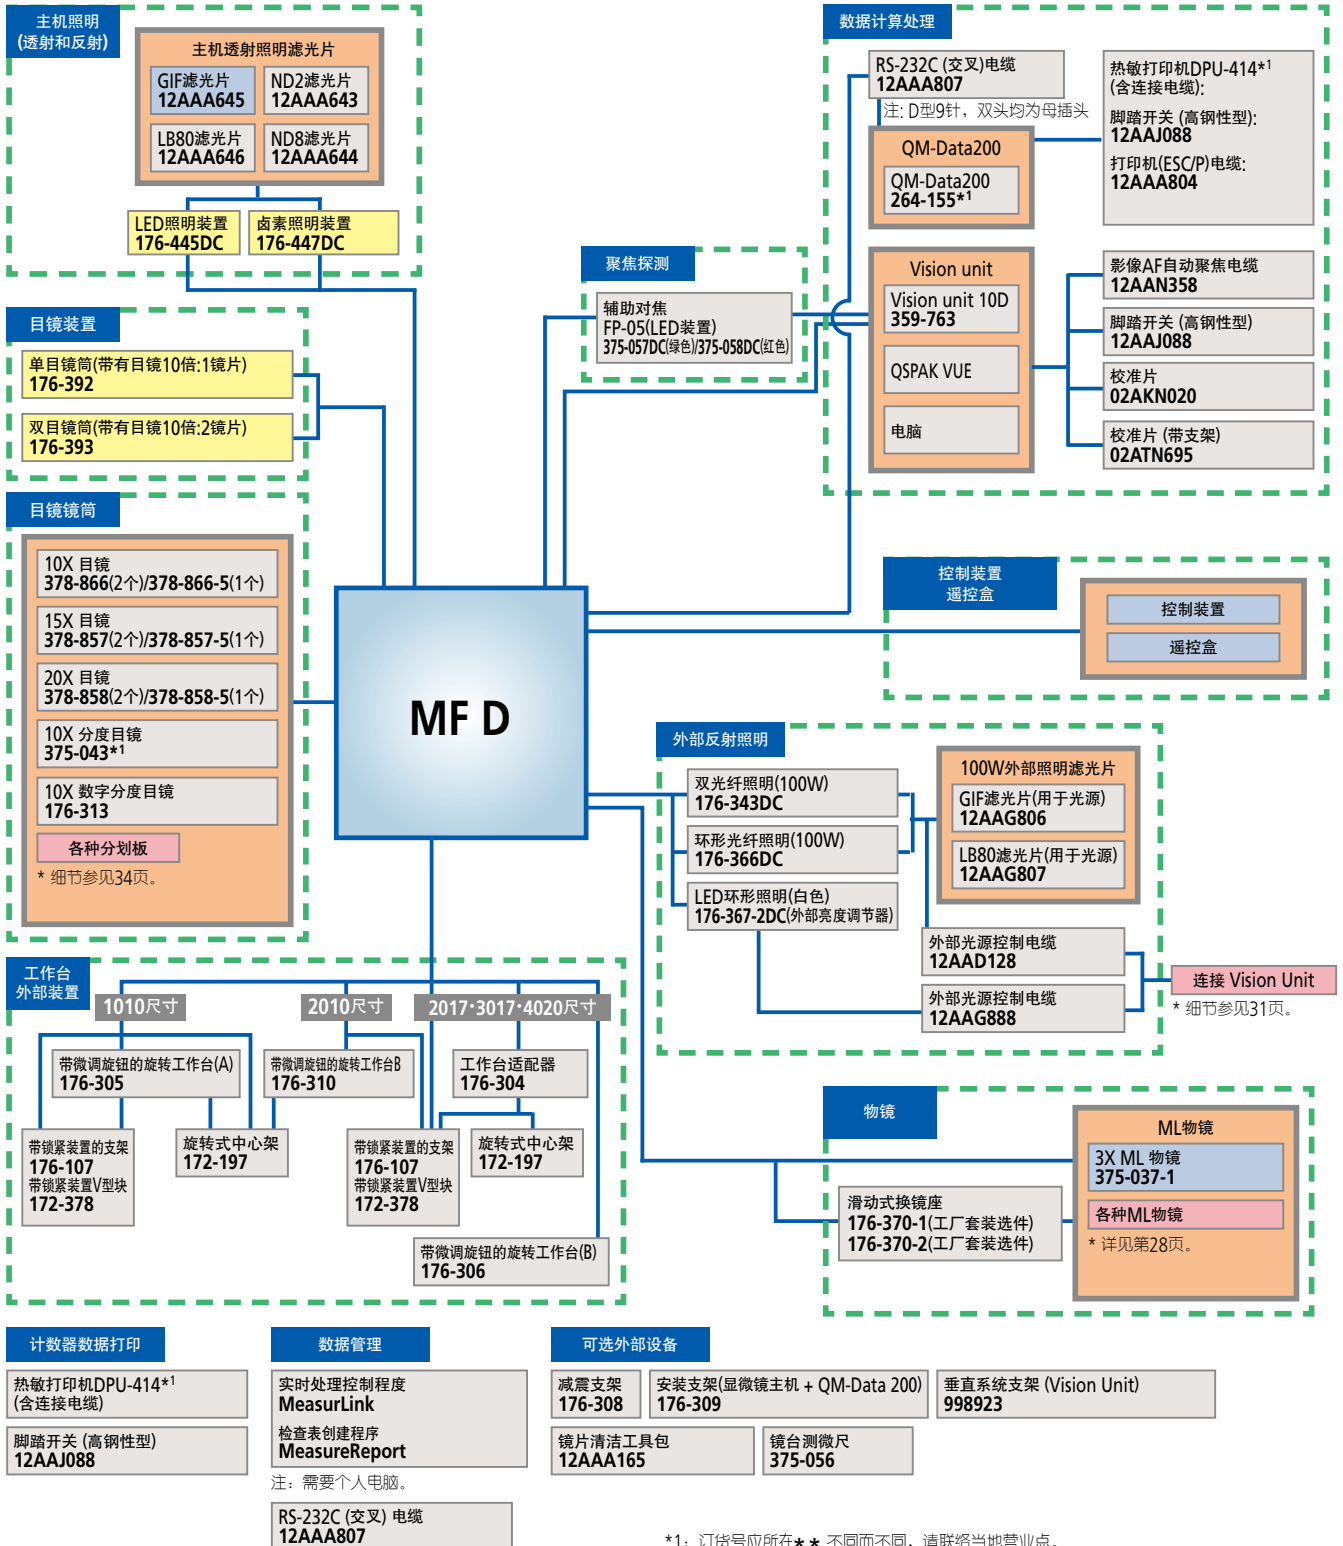 主机照明
(透射和反射)
主机透射照明滤光片
GIF滤光片
12AAA645
ND2滤光片
12AAA643
LB80滤光片
12AAA646
ND8滤光片
12AAA644
LED照明装置
176-445DC
卤素照明装置
176-447DC
目镜装置
单目镜筒(带有目镜10倍:1镜片)
176-392
双目镜筒(带有目镜10倍:2镜片)
176-393
目镜镜筒
10X 目镜
378-866(2个)/378-866-5(1个)
15X 目镜
378-857(2个)/378-857-5(1个)
20X 目镜
378-858(2个)/378-858-5(1个)
10X 分度目镜
375-043*1
10X 数字分度目镜
176-313
各种分划板
* 细节参见34页。
聚焦探测
辅助对焦
FP-05(LED装置)
375-057DC(绿色)/375-058DC(红色)
数据计算处理
RS-232C (交叉)电缆
12AAA807
注: D型9针，双头均为母插头
QM-Data200
QM-Data200
264-155*1
热敏打印机DPU-414*1
(含连接电缆):
脚踏开关 (高钢性型):
12AAJ088
打印机(ESC/P)电缆:
12AAA804
Vision unit
Vision unit 10D
359-763
QSPAK VUE
电脑
影像AF自动聚焦电缆
12AAN358
脚踏开关 (高钢性型)
12AAJ088
校准片
02AKN020
校准片 (带支架)
02ATN695
控制装置
遥控盒
控制装置
遥控盒
MF D
外部反射照明
双光纤照明(100W)
176-343DC
环形光纤照明(100W)
176-366DC
LED环形照明(白色)
176-367-2DC(外部亮度调节器)
100W外部照明滤光片
GIF滤光片(用于光源)
12AAG806
LB80滤光片(用于光源)
12AAG807
外部光源控制电缆
12AAD128
外部光源控制电缆
12AAG888
连接 Vision Unit
* 细节参见31页。
工作台
外部装置
1010尺寸
2010尺寸
2017·3017·4020尺寸
带微调旋钮的旋转工作台(A)
176-305
带微调旋钮的旋转工作台B
176-310
工作台适配器
176-304
带锁紧装置的支架
176-107
带锁紧装置V型块
172-378
旋转式中心架
172-197
带锁紧装置的支架
176-107
带锁紧装置V型块
172-378
旋转式中心架
172-197
带微调旋钮的旋转工作台(B)
176-306
物镜
滑动式换镜座
176-370-1(工厂套装选件)
176-370-2(工厂套装选件)
ML物镜
3X ML 物镜
375-037-1
各种ML物镜
* 详见第28页。
计数器数据打印
热敏打印机DPU-414*1
(含连接电缆)
脚踏开关 (高钢性型)
12AAJ088
数据管理
实时处理控制程度
MeasurLink
检查表创建程序
MeasureReport
注：需要个人电脑。
RS-232C (交叉) 电缆
12AAA807
可选外部设备
减震支架
176-308
安装支架(显微镜主机 + QM-Data 200)
176-309
垂直系统支架 (Vision Unit)
998923
镜片清洁工具包
12AAA165
镜台测微尺
375-056
*1：订货号应所在** 不同而不同，请联络当地营业点。